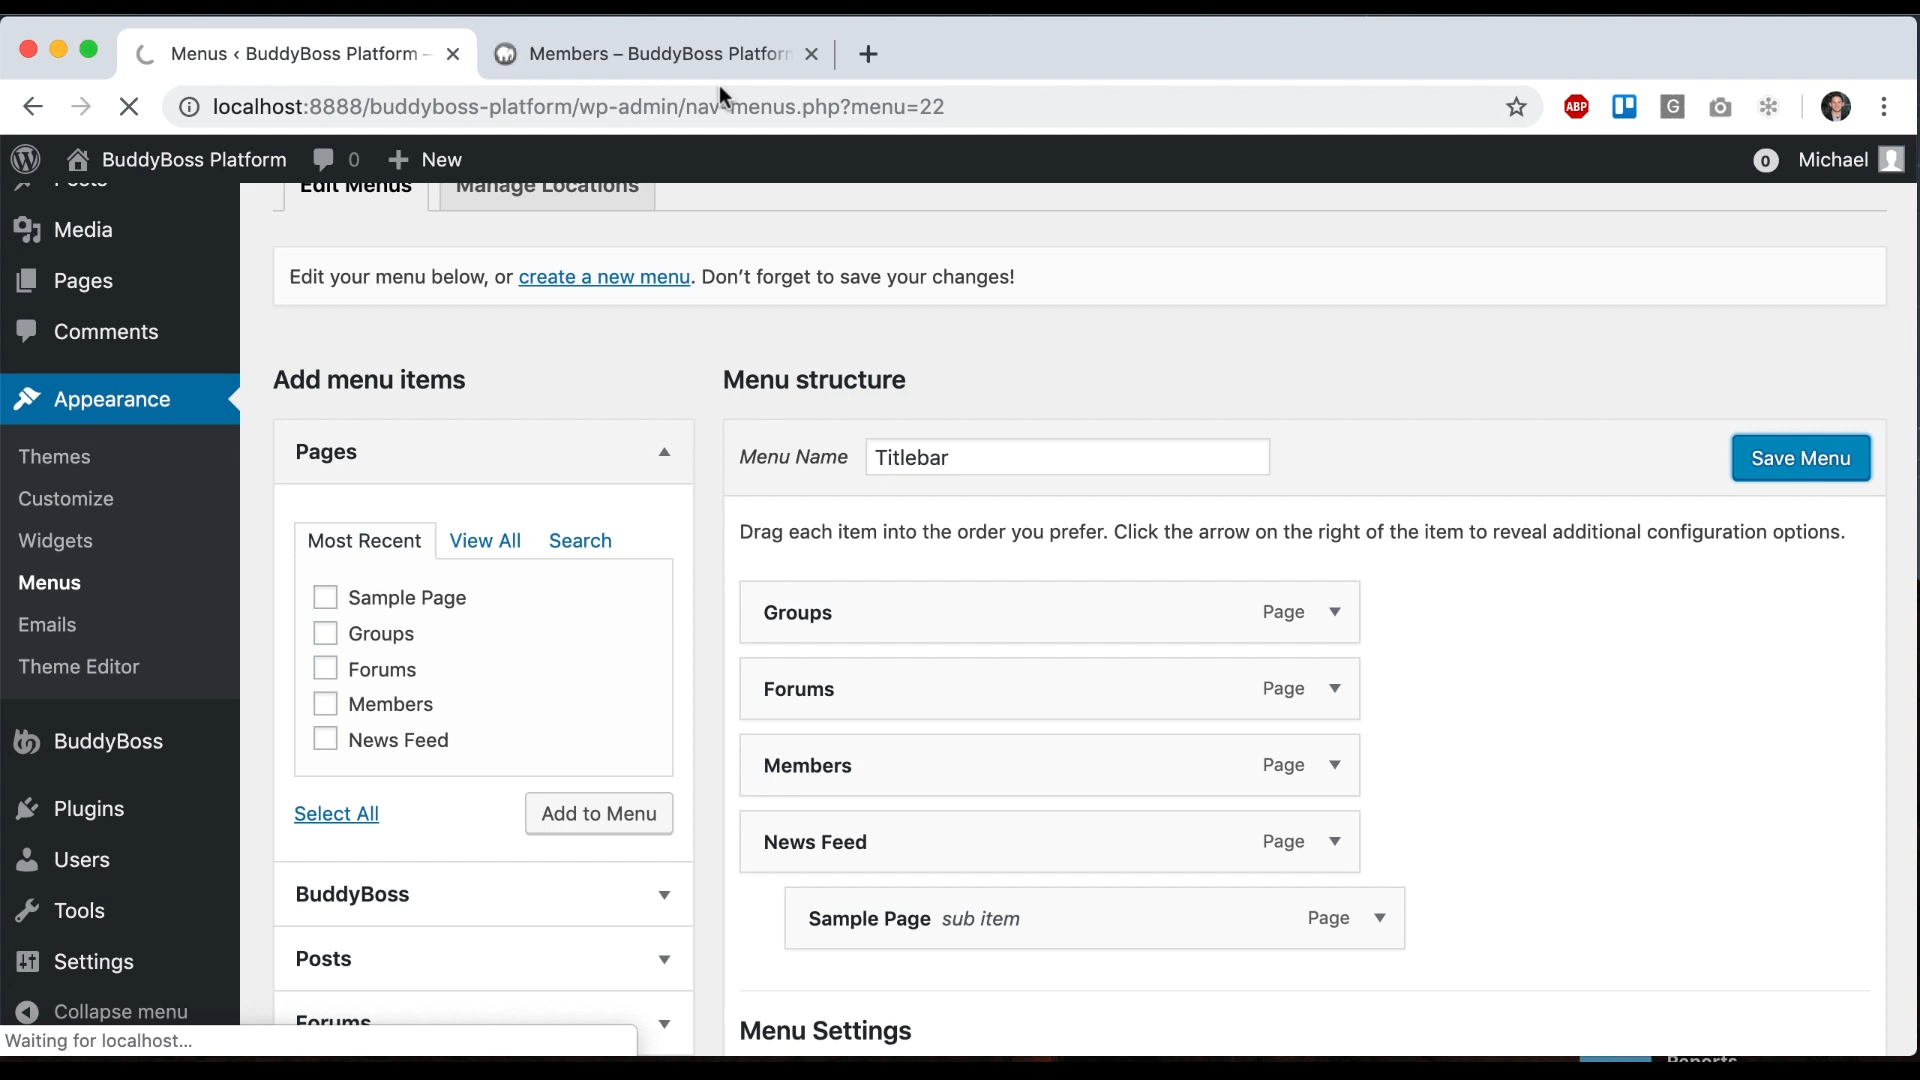 Menus ‹ BuddyBoss Platform –
Members – BuddyBoss Platform
localhost:8888/buddyboss-platform/wp-admin/nav-menus.php?menu=22
ABP
G
BuddyBoss Platform
0
New
0
Michael
Posts
Media
Pages
Comments
Appearance
Themes
Customize
Widgets
Menus
Emails
Theme Editor
BuddyBoss
Plugins
Users
Tools
Settings
Collapse menu
Waiting for localhost...
Edit Menus
Manage Locations
Edit your menu below, or create a new menu. Don’t forget to save your changes!
Add menu items
Pages
Most Recent
View All
Search
Sample Page
Groups
Forums
Members
News Feed
Select All
Add to Menu
BuddyBoss
Posts
Forums
Menu structure
Menu Name
Titlebar
Save Menu
Drag each item into the order you prefer. Click the arrow on the right of the item to reveal additional configuration options.
Groups Page
Forums Page
Members Page
News Feed Page
Sample Page sub item Page
Menu Settings
Reports